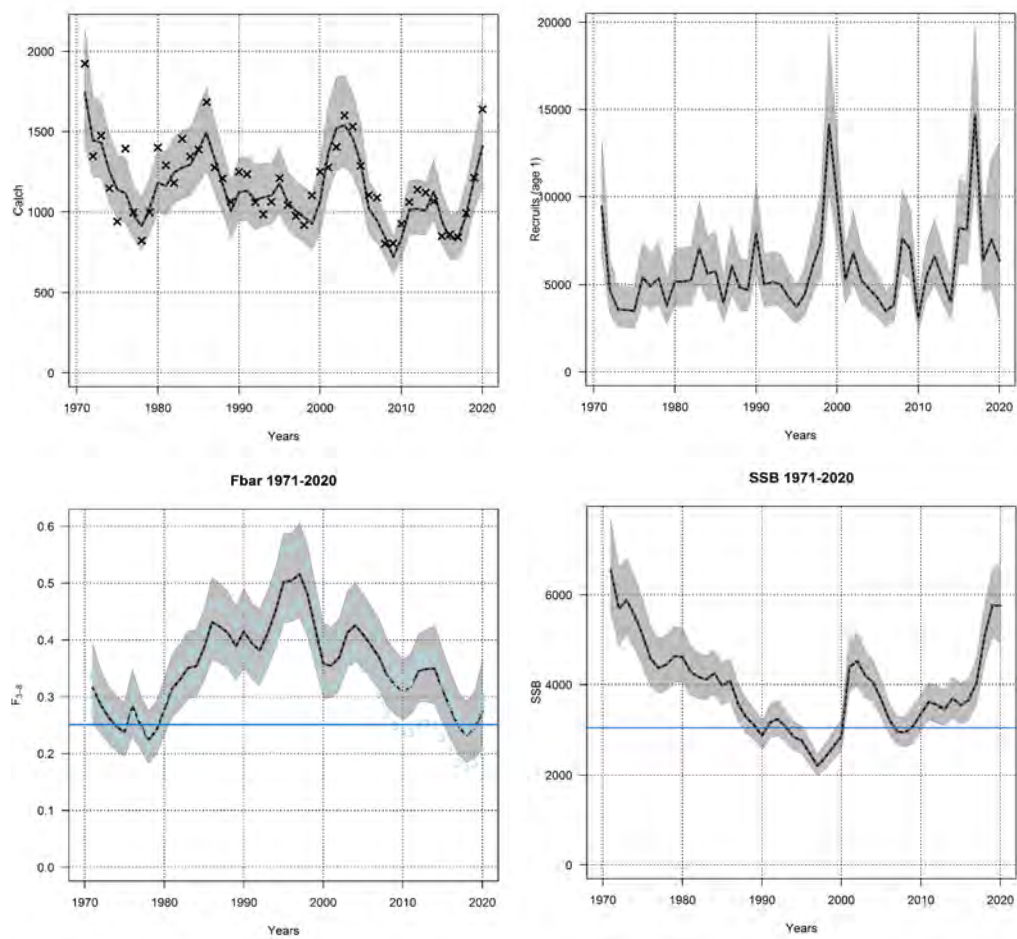 2000
1500
1000
500
0
Catch
1970 1980 1990 2000 2010 2020
Years
20000
15000
10000
5000
0
Recruits (age 1)
1970 1980 1990 2000 2010 2020
Years
Fbar 1971-2020
0.6
0.5
0.4
0.3
0.2
0.1
0.0
F3-8
1970 1980 1990 2000 2010 2020
Years
SSB 1971-2020
6000
4000
2000
0
SSB
1970 1980 1990 2000 2010 2020
Years